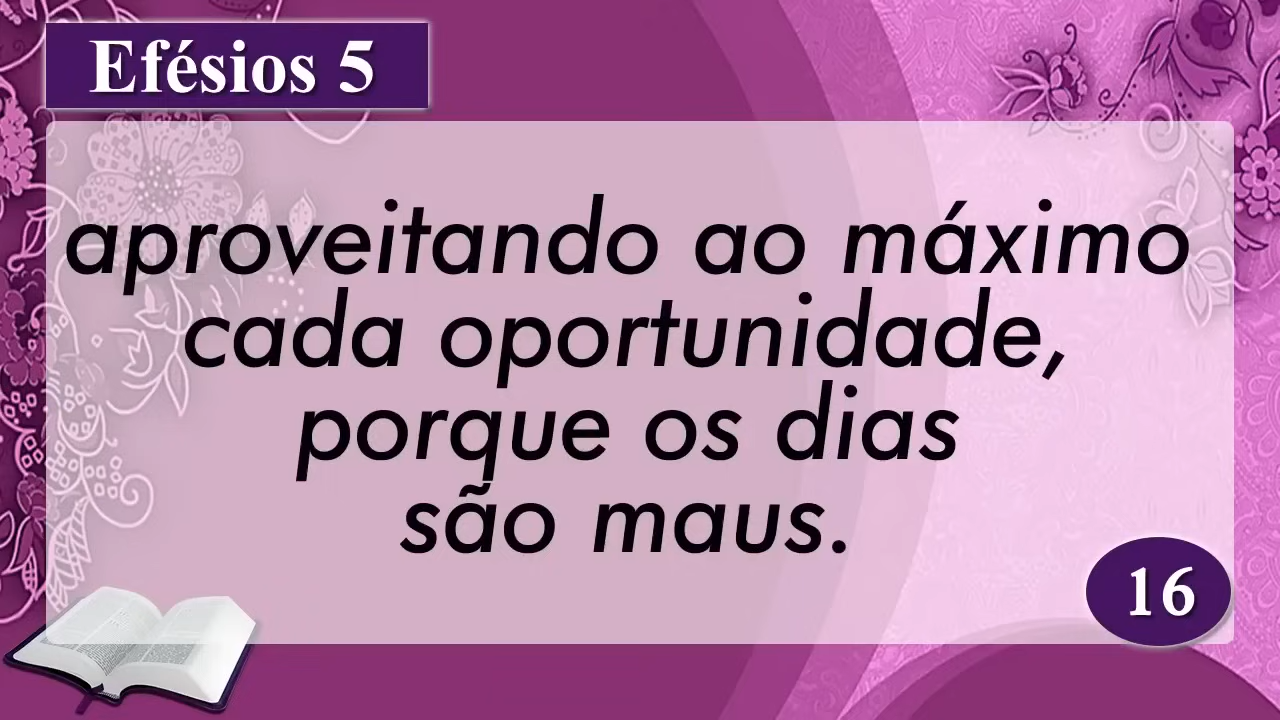 Efésios 5
aproveitando ao máximo
cada oportunidade,
porque os dias
são maus.
16